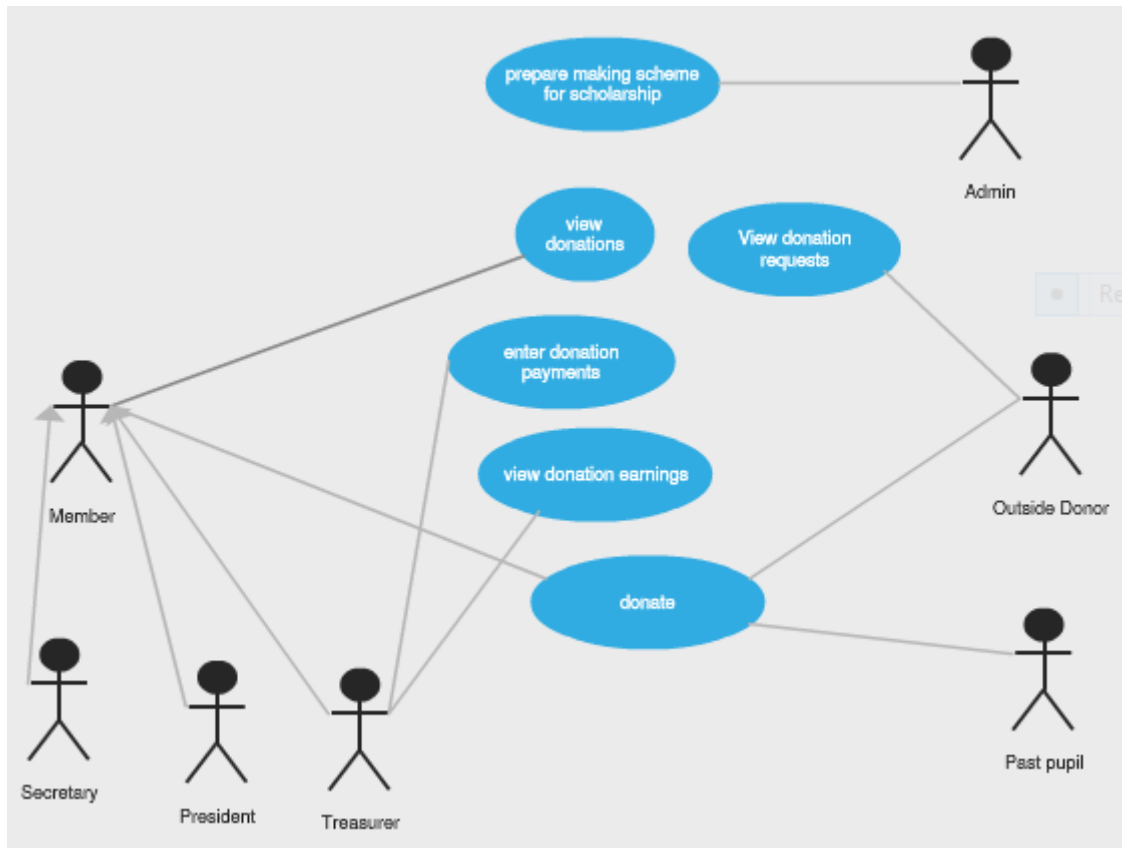 prepare making scheme
for scholarship
Admin
view
donations
View donation
requests
Re
enter donation
payments
view donation earnings
Member
Outside Donor
donate
Secretary
President
Treasurer
Past pupil